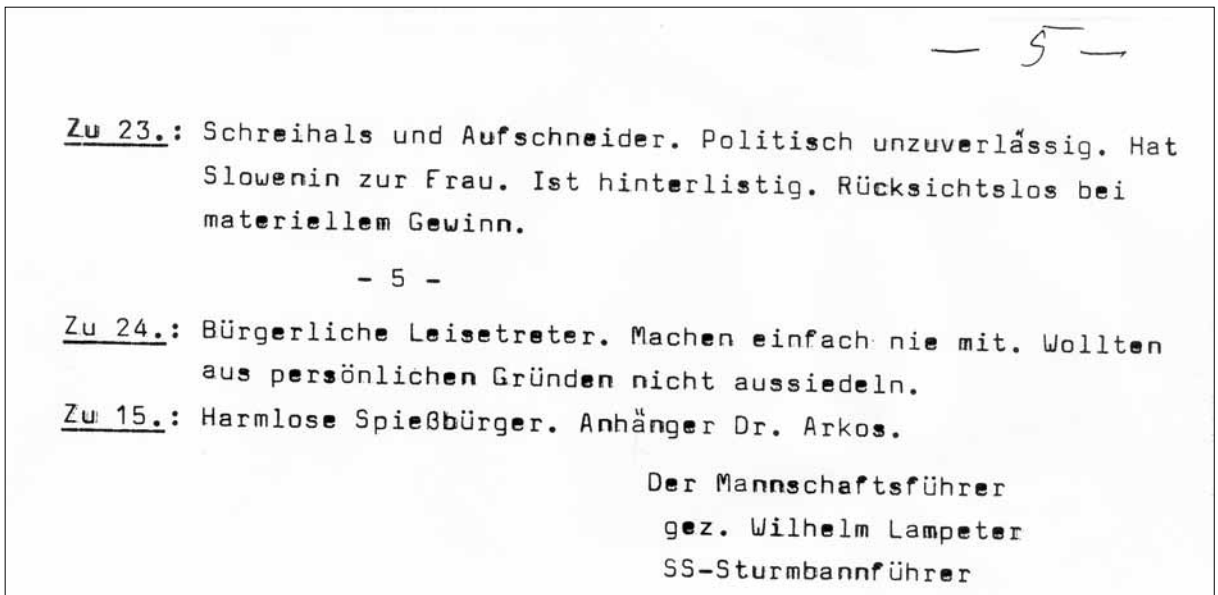 — 5 —
Zu 23.: Schreihals und Aufschneider. Politisch unzuverlässig. Hat
Slowenin zur Frau. Ist hinterlistig. Rücksichtslos bei
materiellem Gewinn.
- 5 -
Zu 24.: Bürgerliche Leisetreter. Machen einfach nie mit. Wollten
aus persönlichen Gründen nicht aussiedeln.
Zu 15.: Harmlose Spießbürger. Anhänger Dr. Arkos.
Der Mannschaftsführer
gez. Wilhelm Lampeter
SS-Sturmbannführer